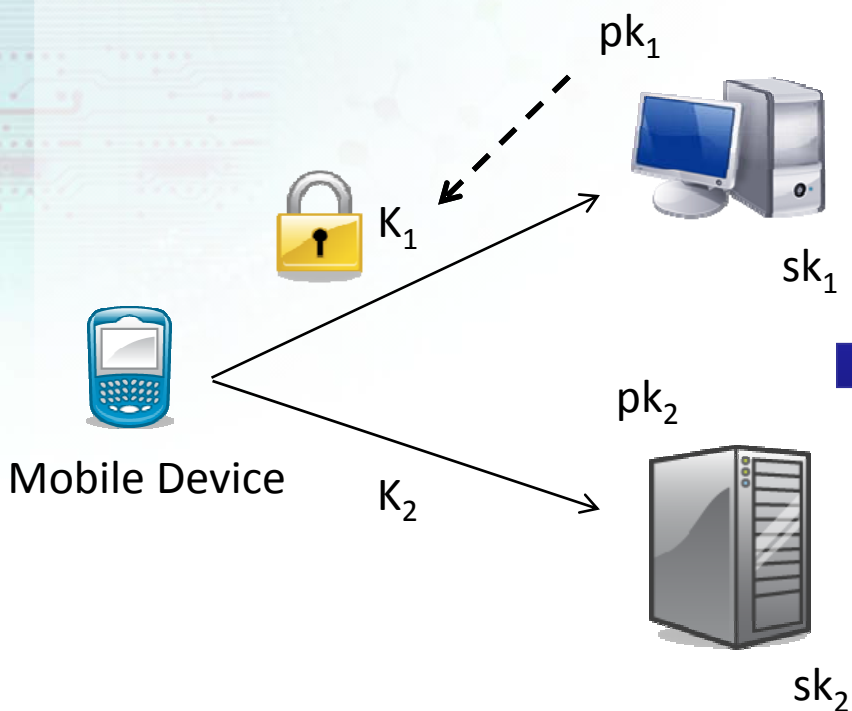 pk₁
K₁
sk₁
pk₂
Mobile Device
K₂
sk₂